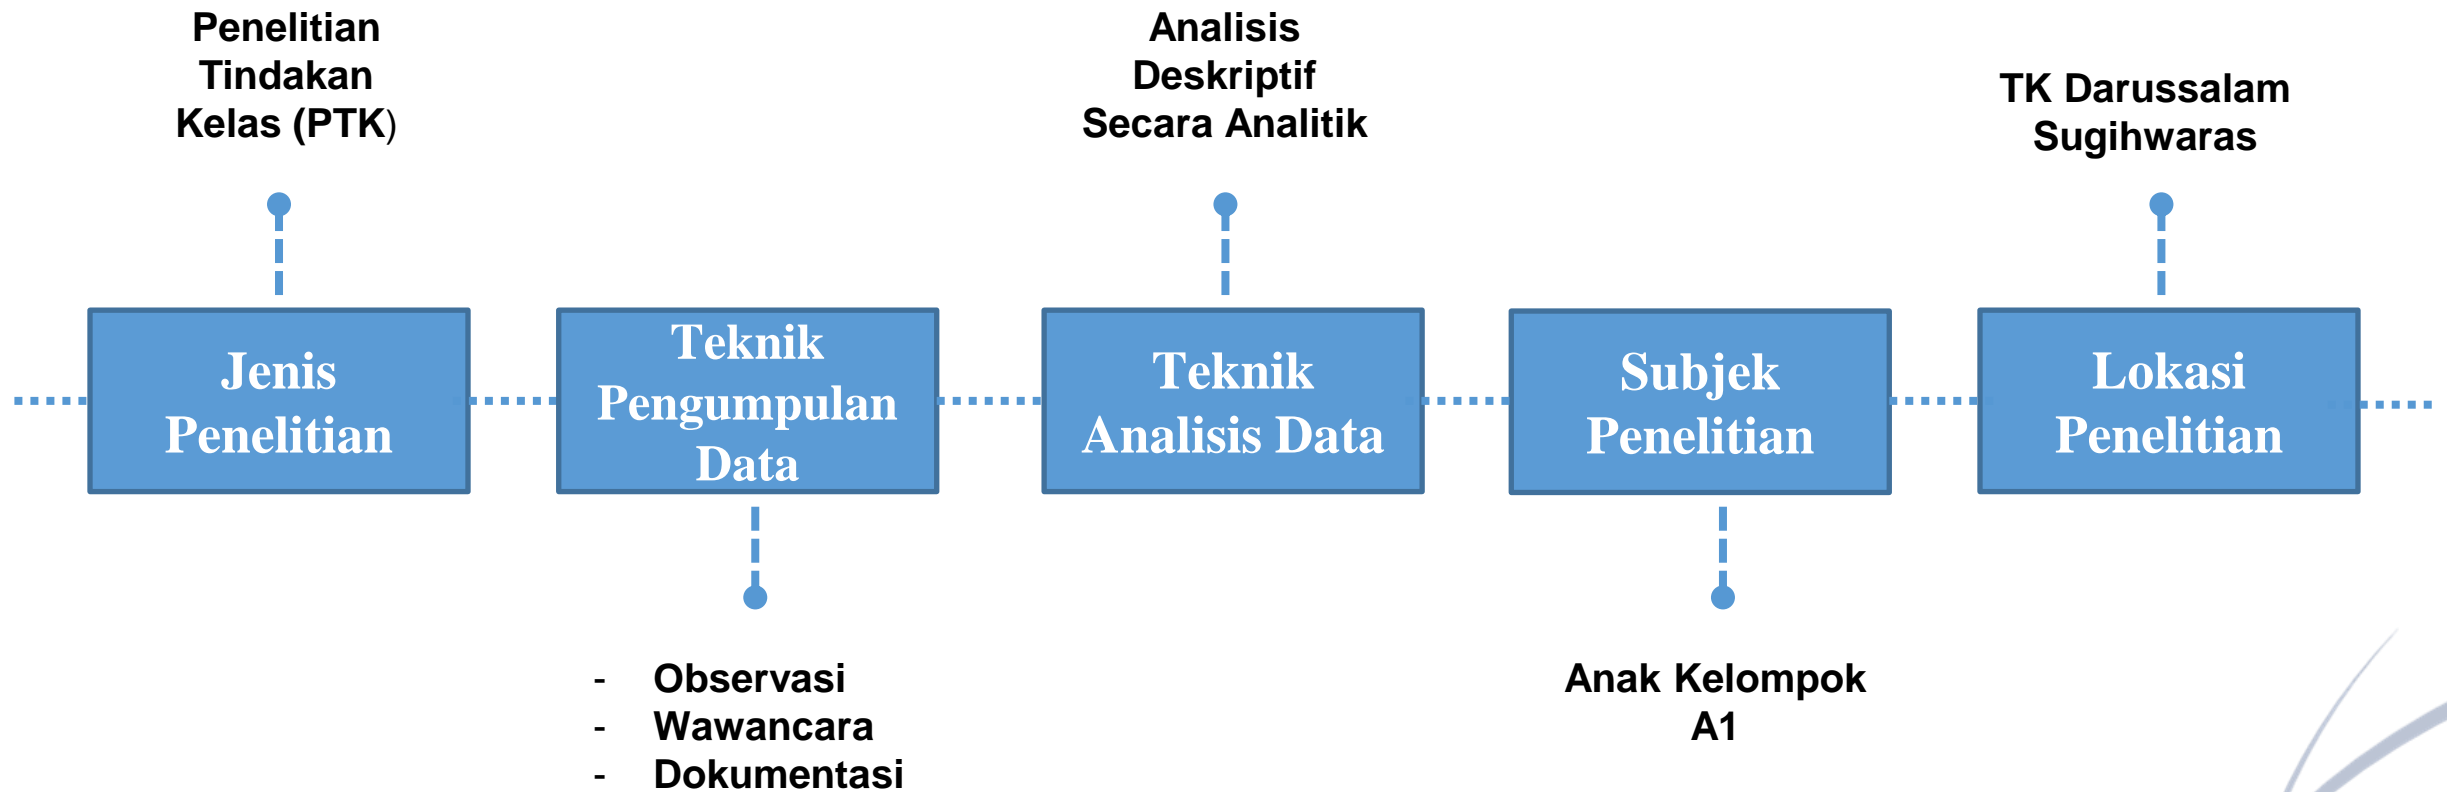 Penelitian
Tindakan
Kelas (PTK)
Analisis
Deskriptif
Secara Analitik
TK Darussalam
Sugihwaras
Jenis
Penelitian
Teknik
Pengumpulan
Data
Teknik
Analisis Data
Subjek
Penelitian
Lokasi
Penelitian
- Observasi
- Wawancara
- Dokumentasi
Anak Kelompok
A1